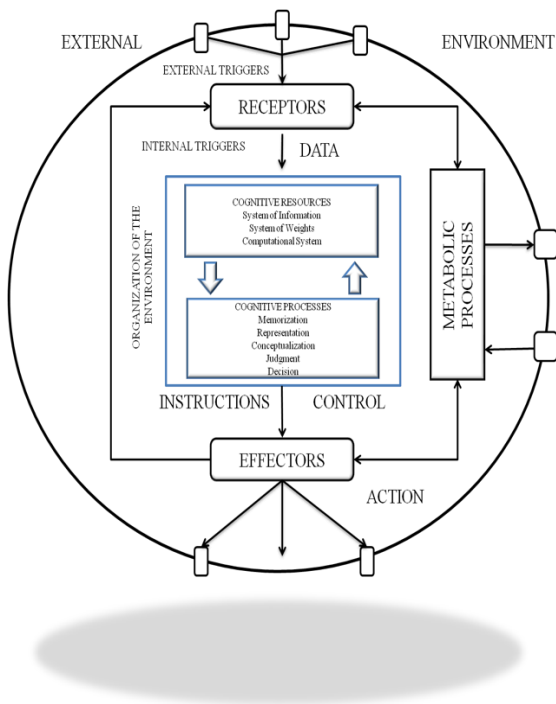 EXTERNAL
ENVIRONMENT
EXTERNAL TRIGGERS
RECEPTORS
INTERNAL TRIGGERS
DATA
COGNITIVE RESOURCES
System of Information
System of Weights
Computational System
ORGANIZATION OF THE
ENVIRONMENT
METABOLIC
PROCESSES
COGNITIVE PROCESSES
Memorization
Representation
Conceptualization
Judgment
Decision
INSTRUCTIONS
CONTROL
EFFECTORS
ACTION